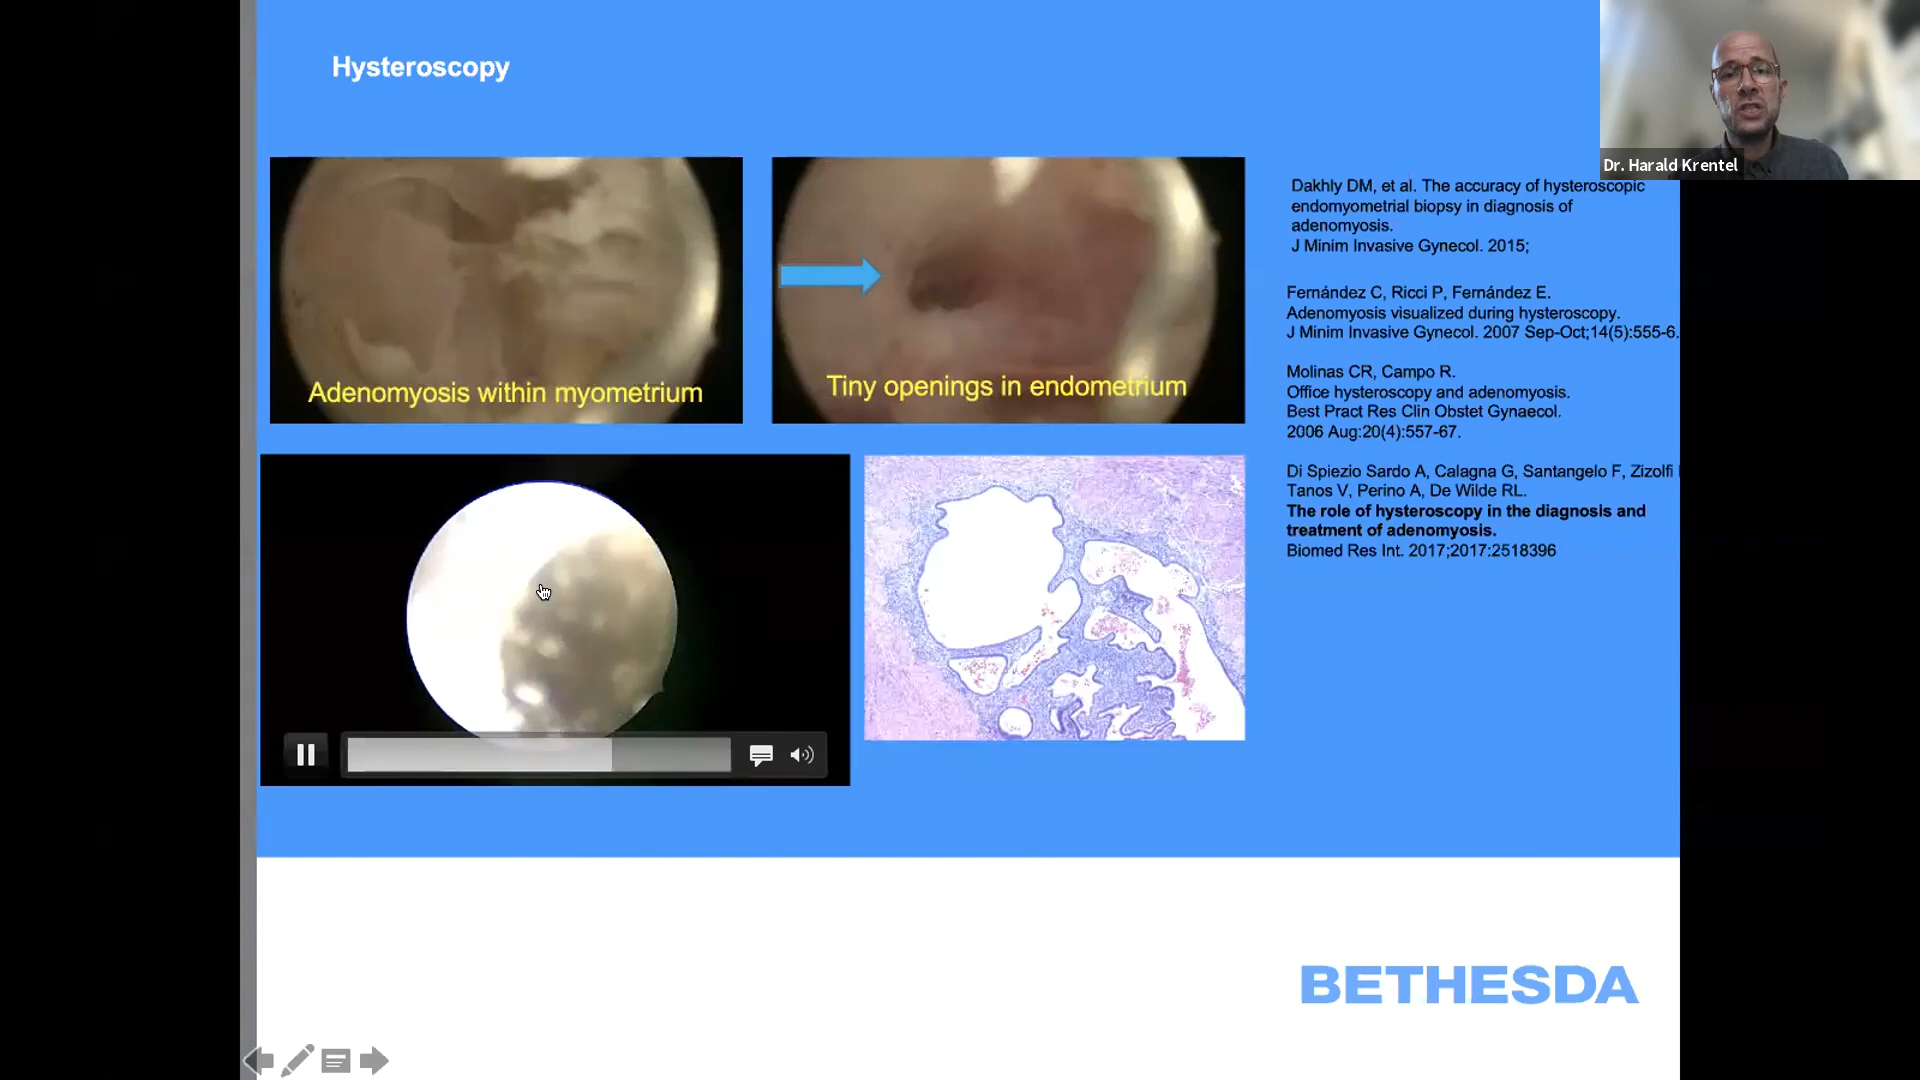 Hysteroscopy
Dr. Harald Krentel
Adenomyosis within myometrium
Tiny openings in endometrium
Dakhly DM, et al. The accuracy of hysteroscopic
endomyometrial biopsy in diagnosis of
adenomyosis.
J Minim Invasive Gynecol. 2015;
Fernández C, Ricci P, Fernández E.
Adenomyosis visualized during hysteroscopy.
J Minim Invasive Gynecol. 2007 Sep-Oct;14(5):555-6.
Molinas CR, Campo R.
Office hysteroscopy and adenomyosis.
Best Pract Res Clin Obstet Gynaecol.
2006 Aug:20(4):557-67.
Di Spiezio Sardo A, Calagna G, Santangelo F, Zizolfi
Tanos V, Perino A, De Wilde RL.
The role of hysteroscopy in the diagnosis and
treatment of adenomyosis.
Biomed Res Int. 2017;2017:2518396
BETHESDA